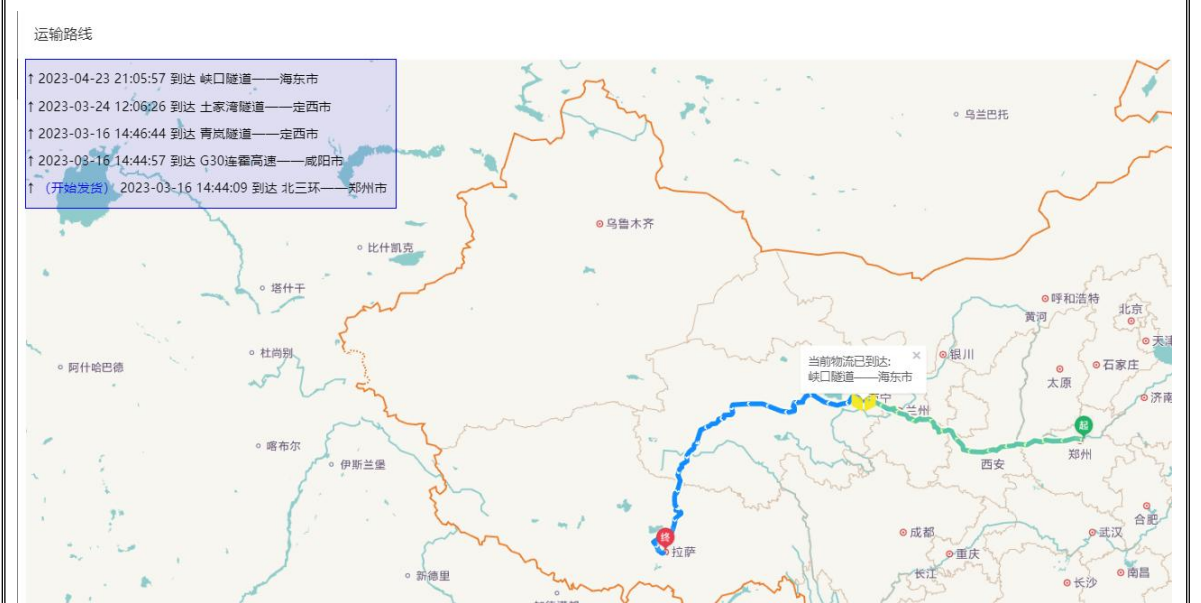 运输路线
↑ 2023-04-23 21:05:57 到达 峡口隧道——海东市
↑ 2023-03-24 12:06:26 到达 土家湾隧道——定西市
↑ 2023-03-16 14:46:44 到达 青岚隧道——定西市
↑ 2023-03-16 14:44:57 到达 G30连霍高速——咸阳市
↑ （开始发货） 2023-03-16 14:44:09 到达 北三环——郑州市
乌兰巴托
乌鲁木齐
比什凯克
塔什干
呼和浩特
北京
黄河
杜尚别
阿什哈巴德
当前物流已到达:
峡口隧道——海东市
×
银川
石家庄
太原
济南
宁
兰州
起
郑州
喀布尔
伊斯兰堡
西安
合肥
成都
武汉
终
拉萨
重庆
新德里
长江
长沙
南昌